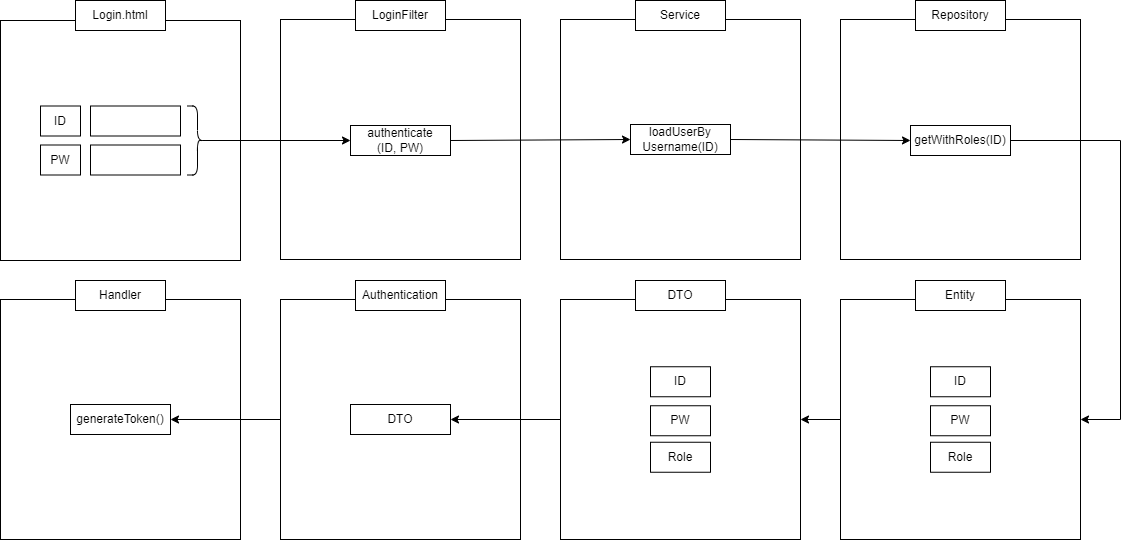 Login.html
LoginFilter
Service
Repository
ID
PW
authenticate
(ID, PW)
loadUserBy
Username(ID)
getWithRoles(ID)
Handler
Authentication
DTO
Entity
generateToken()
DTO
ID
PW
Role
ID
PW
Role